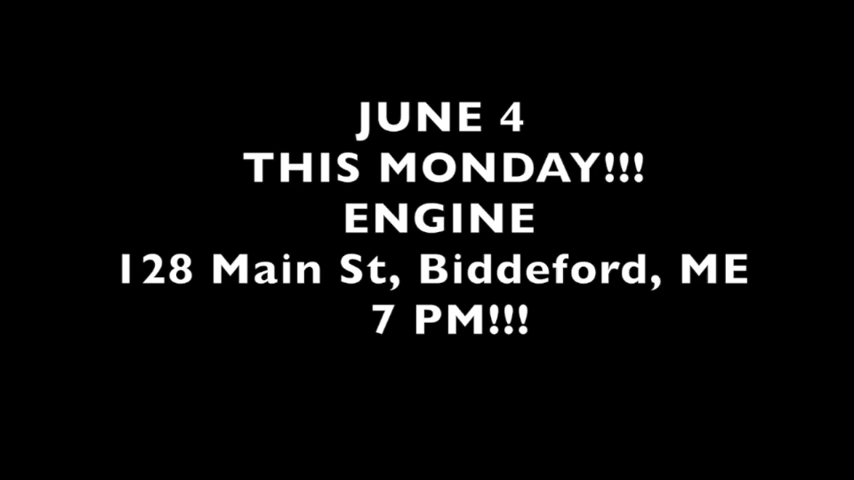 JUNE 4
THIS MONDAY!!!
ENGINE
128 Main St, Biddeford, ME
7 PM!!!